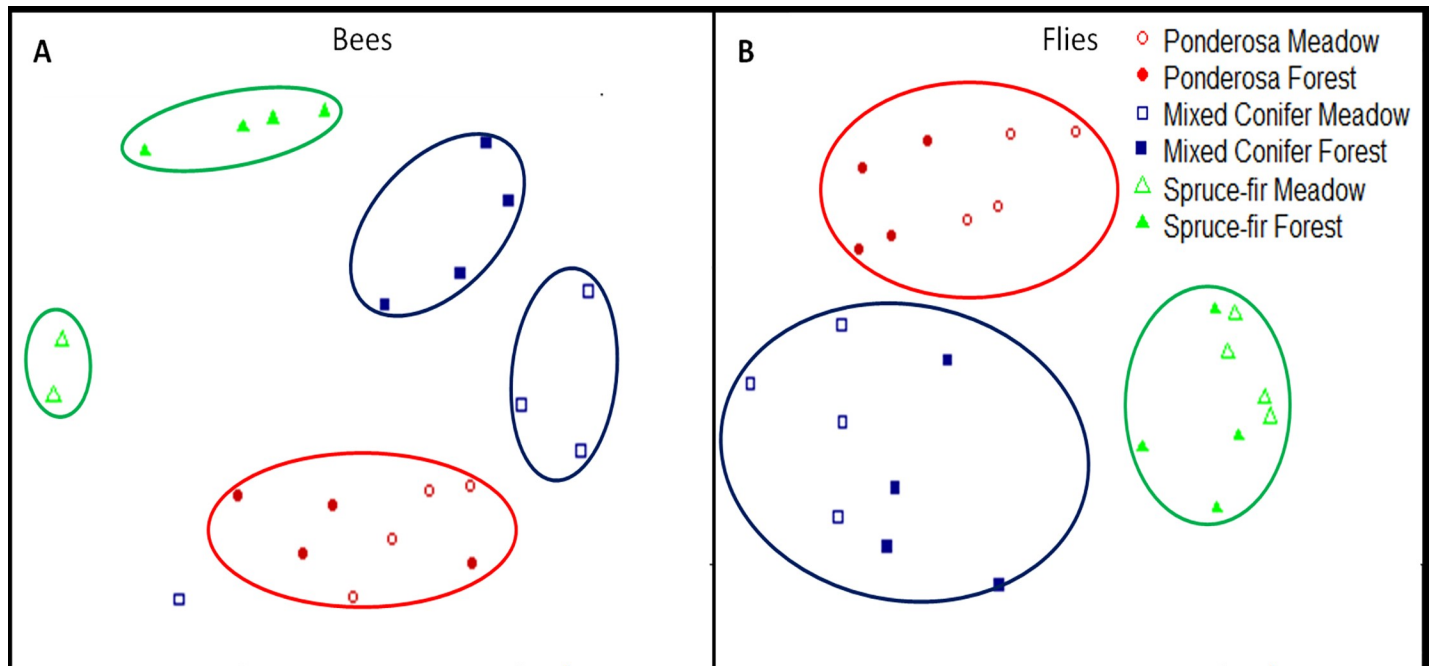 A
Bees
B
Flies
Ponderosa Meadow
Ponderosa Forest
Mixed Conifer Meadow
Mixed Conifer Forest
Spruce-fir Meadow
Spruce-fir Forest